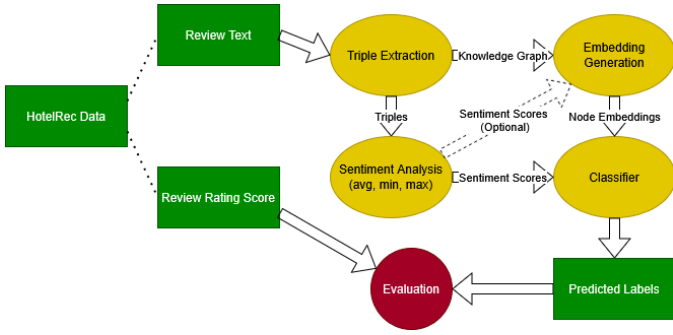 Review Text
Triple Extraction
Knowledge Graph
Embedding
Generation
HotelRec Data
Triples
Sentiment Scores
(Optional)
Node Embeddings
Sentiment Analysis
(avg, min, max)
Sentiment Scores
Classifier
Review Rating Score
Evaluation
Predicted Labels